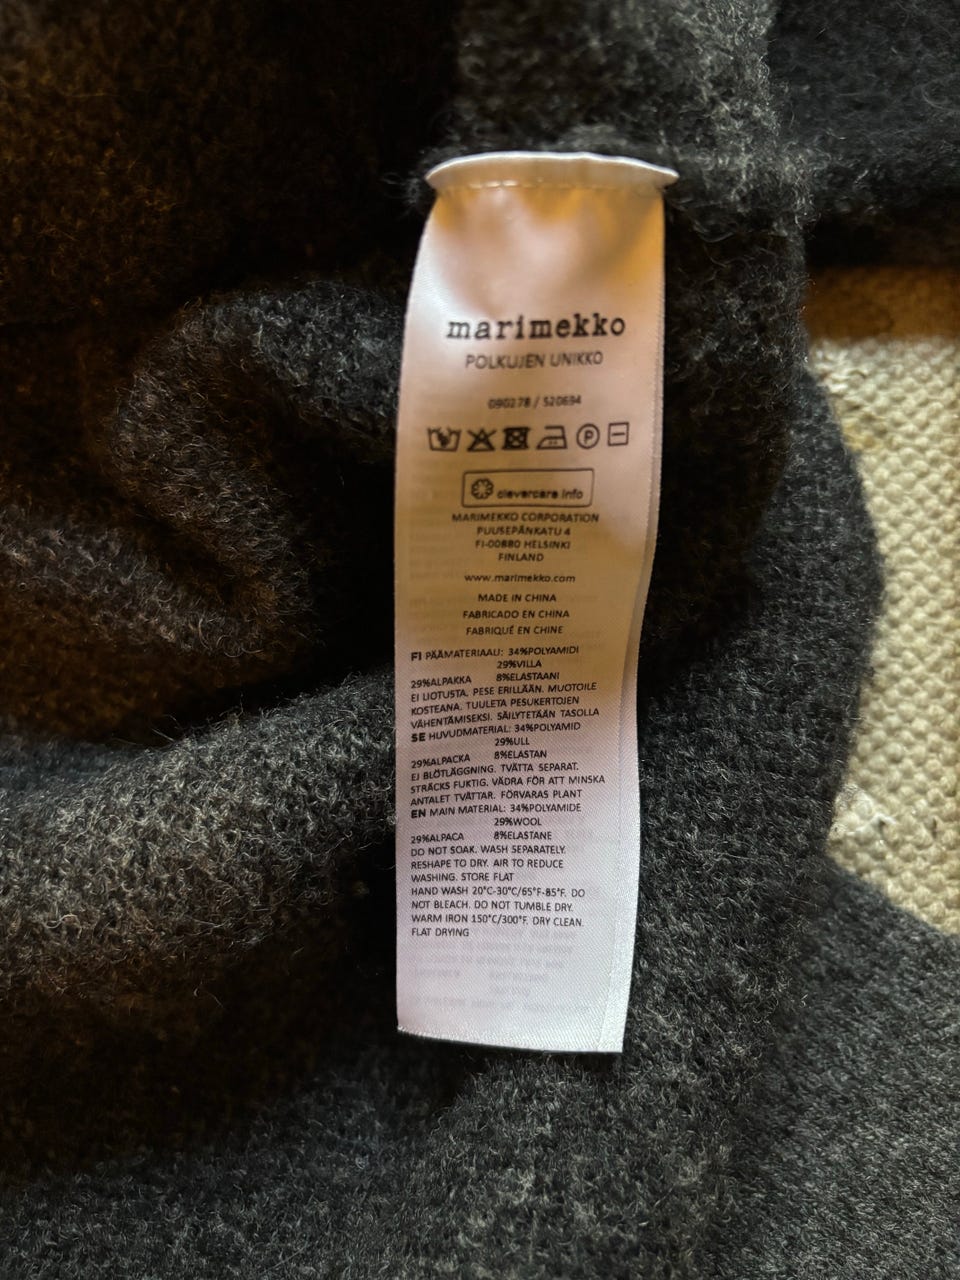 marimekko
POLKUJEN UNIKKO
090278 / 520694
P
clevercare info
MARIMEKKO CORPORATION
PUUSEPÄNKATU 4
FI-00880 HELSINKI
FINLAND
www.marimekko.com
MADE IN CHINA
FABRICADO EN CHINA
FABRIQUÉ EN CHINE
FI PÄÄMATERIAALI: 34%POLYAMIDI
29%VILLA
29%ALPAKKA 8%ELASTAANI
EI LIOTUSTA. PESE ERILLÄÄN. MUOTOILE
KOSTEANA. TUULETA PESUKERTOJEN
VÄHENTÄMISEKSI. SÄILYTETÄÄN TASOLLA
SE HUVUDMATERIAL: 34%POLYAMID
29%ULL
29%ALPACKA 8%ELASTAN
EJ BLÖTLÄGGNING. TVÄTTA SEPARAT.
STRÄCKS FUKTIG. VÄDRA FÖR ATT MINSKA
ANTALET TVÄTTAR. FÖRVARAS PLANT
EN MAIN MATERIAL: 34%POLYAMIDE
29%WOOL
29%ALPACA 8%ELASTANE
DO NOT SOAK. WASH SEPARATELY.
RESHAPE TO DRY. AIR TO REDUCE
WASHING. STORE FLAT
HAND WASH 20°C-30°C/65°F-85°F. DO
NOT BLEACH. DO NOT TUMBLE DRY.
WARM IRON 150°C/300°F. DRY CLEAN.
FLAT DRYING